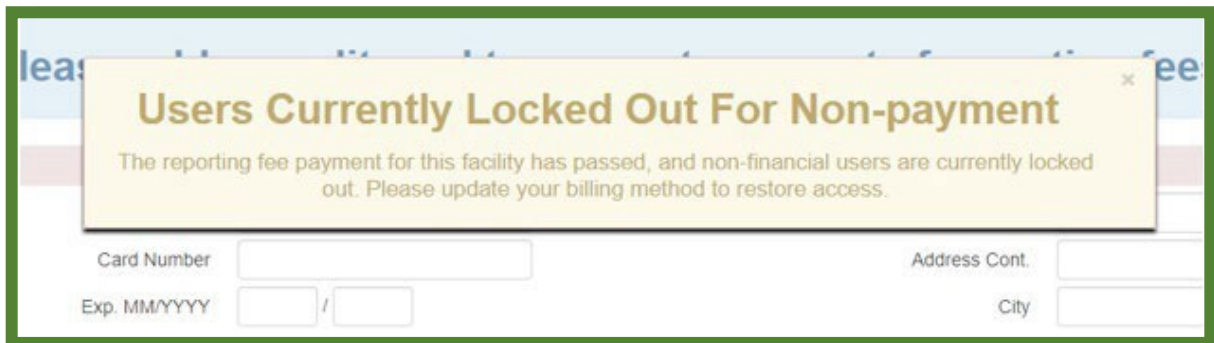 Users Currently Locked Out For Non-payment
×
The reporting fee payment for this facility has passed, and non-financial users are currently locked
out. Please update your billing method to restore access.
Card Number
Address Cont.
Exp. MM/YYYY
/
City